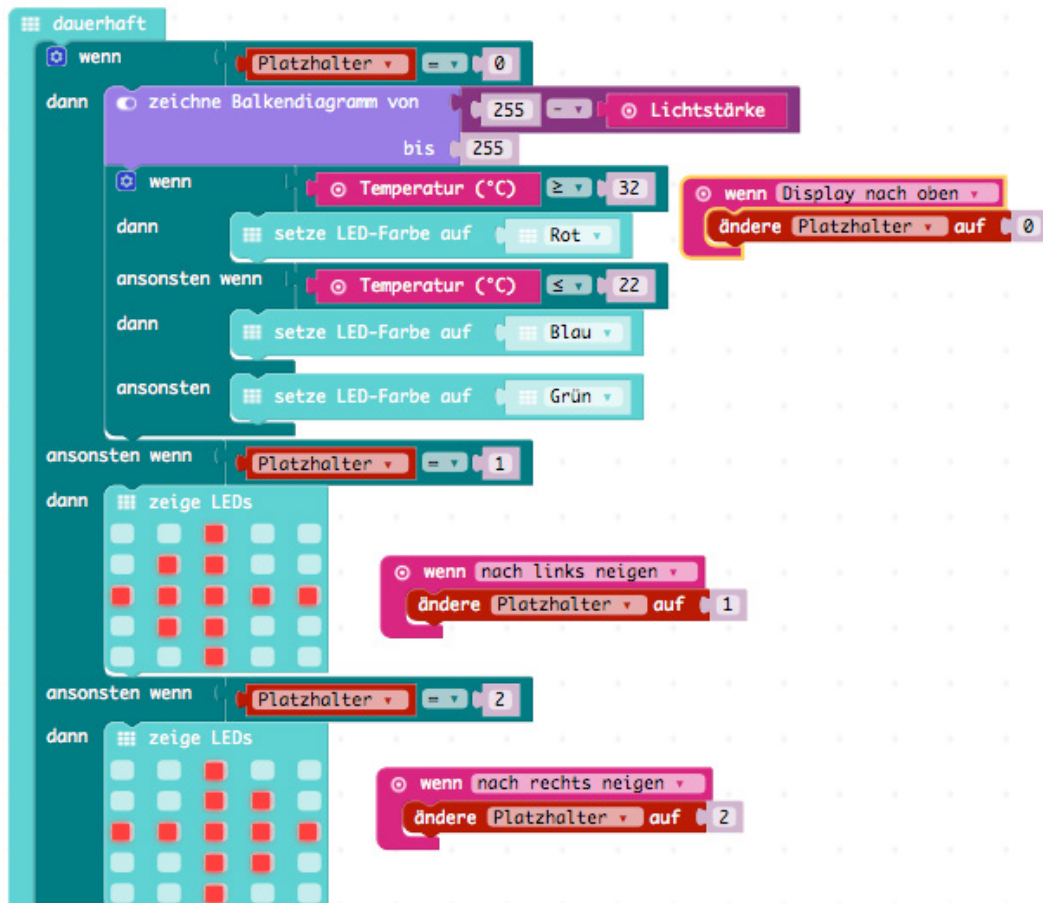 dauerhaft
wenn Platzhalter = 0
dann zeichne Balkendiagramm von 255 - Lichtstärke
bis 255
wenn Temperatur (°C) ≥ 32
dann setze LED-Farbe auf Rot
ansonsten wenn Temperatur (°C) ≤ 22
dann setze LED-Farbe auf Blau
ansonsten setze LED-Farbe auf Grün
wenn Display nach oben
ändere Platzhalter auf 0
ansonsten wenn Platzhalter = 1
dann zeige LEDs
wenn nach links neigen
ändere Platzhalter auf 1
ansonsten wenn Platzhalter = 2
dann zeige LEDs
wenn nach rechts neigen
ändere Platzhalter auf 2